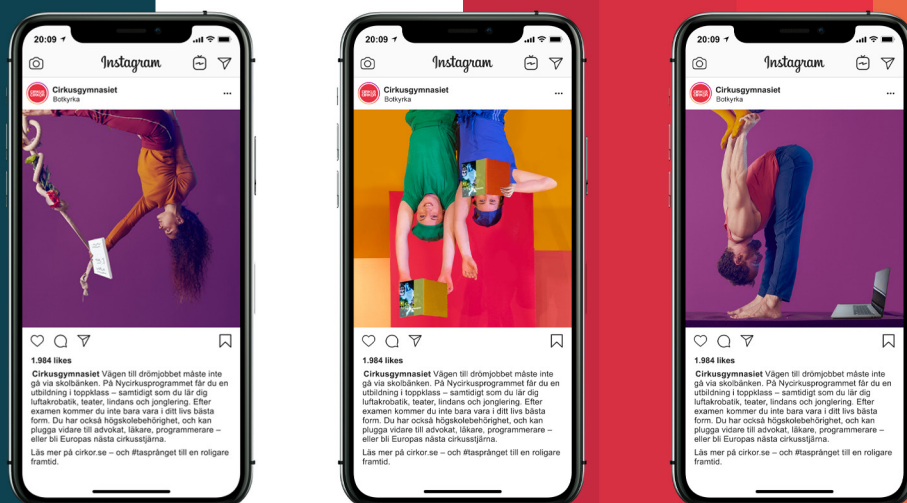 20:09
Instagram
Cirkusgymnasiet
Botkyrka
1.984 likes
Cirkusgymnasiet Vägen till drömjobbet måste inte
gå via skolbänken. På Nycirkusprogrammet får du en
utbildning i toppklass – samtidigt som du lär dig
luftakrobatik, teater, lindans och jonglering. Efter
examen kommer du inte bara vara i ditt livs bästa
form. Du har också högskolebehörighet, och kan
plugga vidare till advokat, läkare, programmerare –
eller bli Europas nästa cirkusstjärna.
Läs mer på cirkor.se – och #tasprånget till en roligare
framtid.
20:09
Instagram
Cirkusgymnasiet
Botkyrka
1.984 likes
Cirkusgymnasiet Vägen till drömjobbet måste inte
gå via skolbänken. På Nycirkusprogrammet får du en
utbildning i toppklass – samtidigt som du lär dig
luftakrobatik, teater, lindans och jonglering. Efter
examen kommer du inte bara vara i ditt livs bästa
form. Du har också högskolebehörighet, och kan
plugga vidare till advokat, läkare, programmerare –
eller bli Europas nästa cirkusstjärna.
Läs mer på cirkor.se – och #tasprånget till en roligare
framtid.
20:09
Instagram
Cirkusgymnasiet
Botkyrka
1.984 likes
Cirkusgymnasiet Vägen till drömjobbet måste inte
gå via skolbänken. På Nycirkusprogrammet får du en
utbildning i toppklass – samtidigt som du lär dig
luftakrobatik, teater, lindans och jonglering. Efter
examen kommer du inte bara vara i ditt livs bästa
form. Du har också högskolebehörighet, och kan
plugga vidare till advokat, läkare, programmerare –
eller bli Europas nästa cirkusstjärna.
Läs mer på cirkor.se – och #tasprånget till en roligare
framtid.